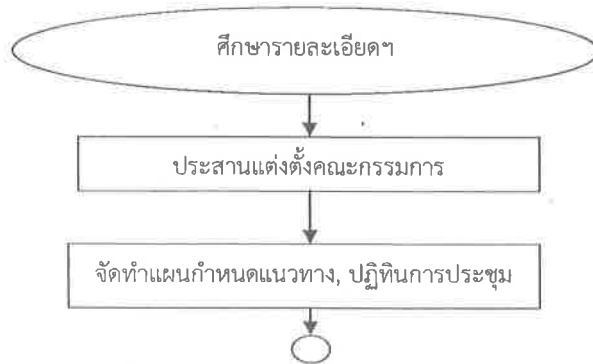 ศึกษารายละเอียดฯ
ประสานแต่งตั้งคณะกรรมการ
จัดทำแผนกำหนดแนวทาง, ปฏิทินการประชุม